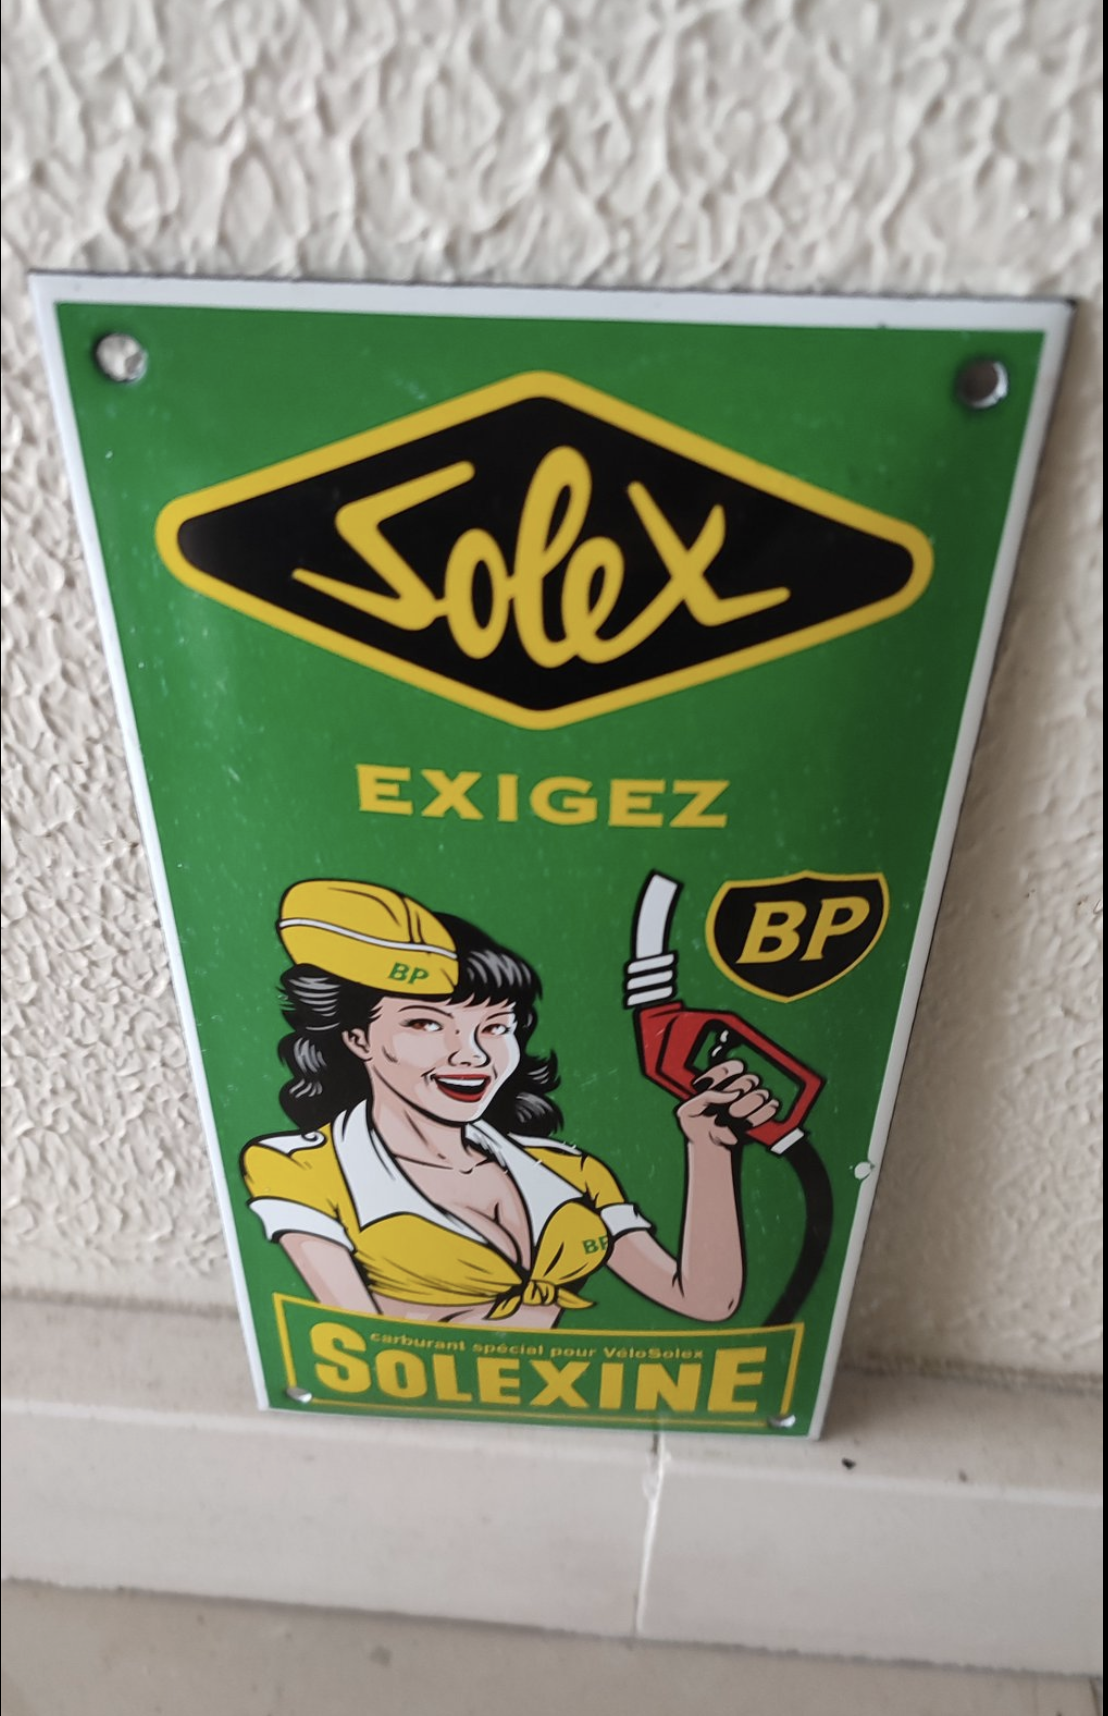 Solex
EXIGEZ
BP
BP
BP
carburant spécial pour VéloSolex
SOLEXINE